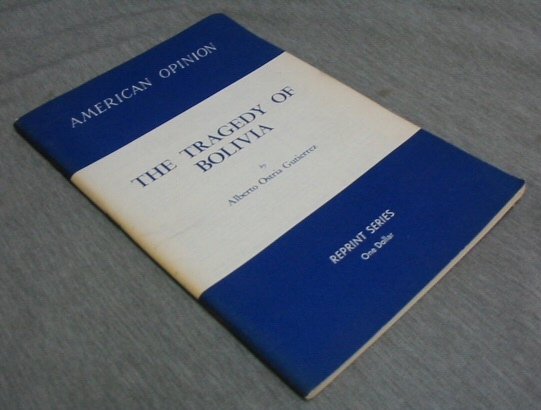 AMERICAN OPINION
THE TRAGEDY OF
BOLIVIA
by
Alberto Ostria Gutierrez
REPRINT SERIES
One Dollar